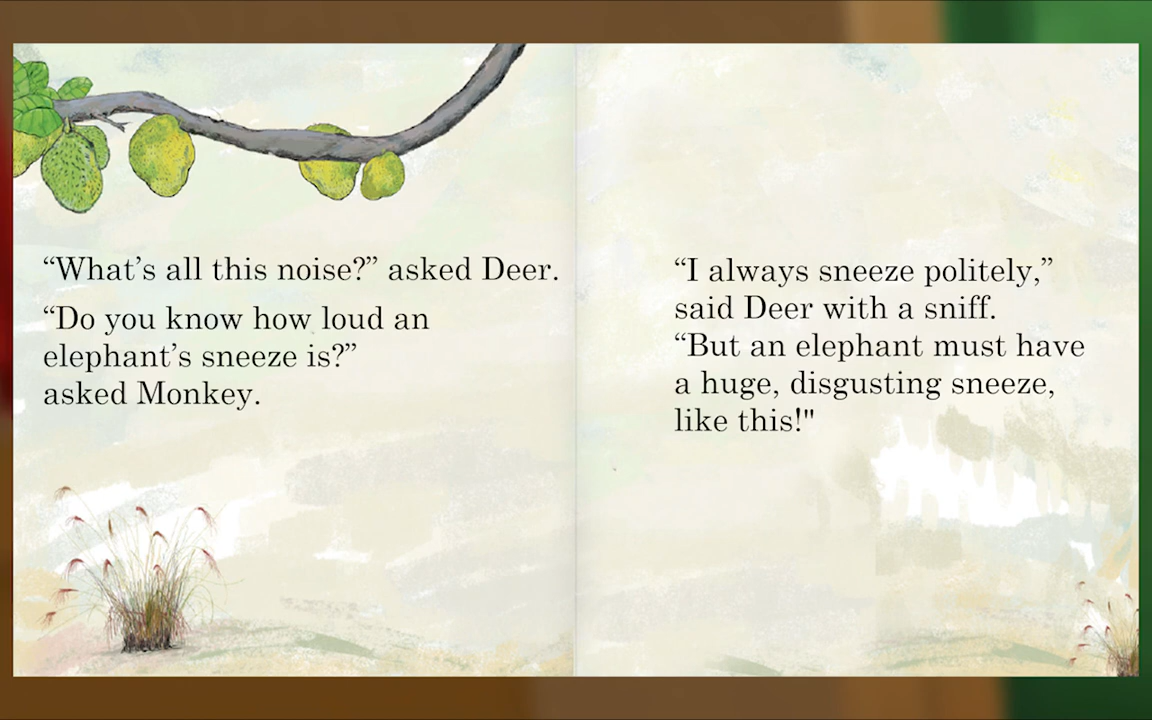 “What’s all this noise?” asked Deer.
“Do you know how loud an
elephant’s sneeze is?”
asked Monkey.
“I always sneeze politely,”
said Deer with a sniff.
“But an elephant must have
a huge, disgusting sneeze,
like this!"